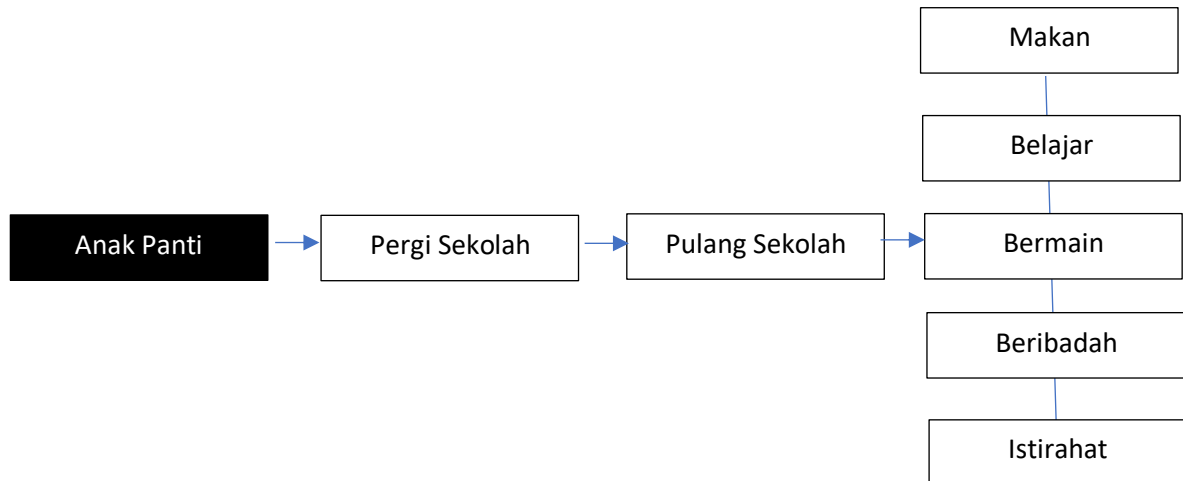 Makan
Belajar
Anak Panti
Pergi Sekolah
Pulang Sekolah
Bermain
Beribadah
Istirahat